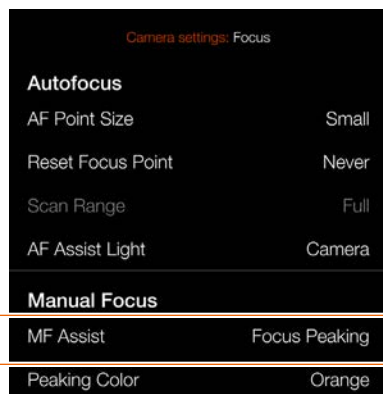 Camera settings: Focus
Autofocus
AF Point Size Small
Reset Focus Point Never
Scan Range Full
AF Assist Light Camera
Manual Focus
MF Assist Focus Peaking
Peaking Color Orange